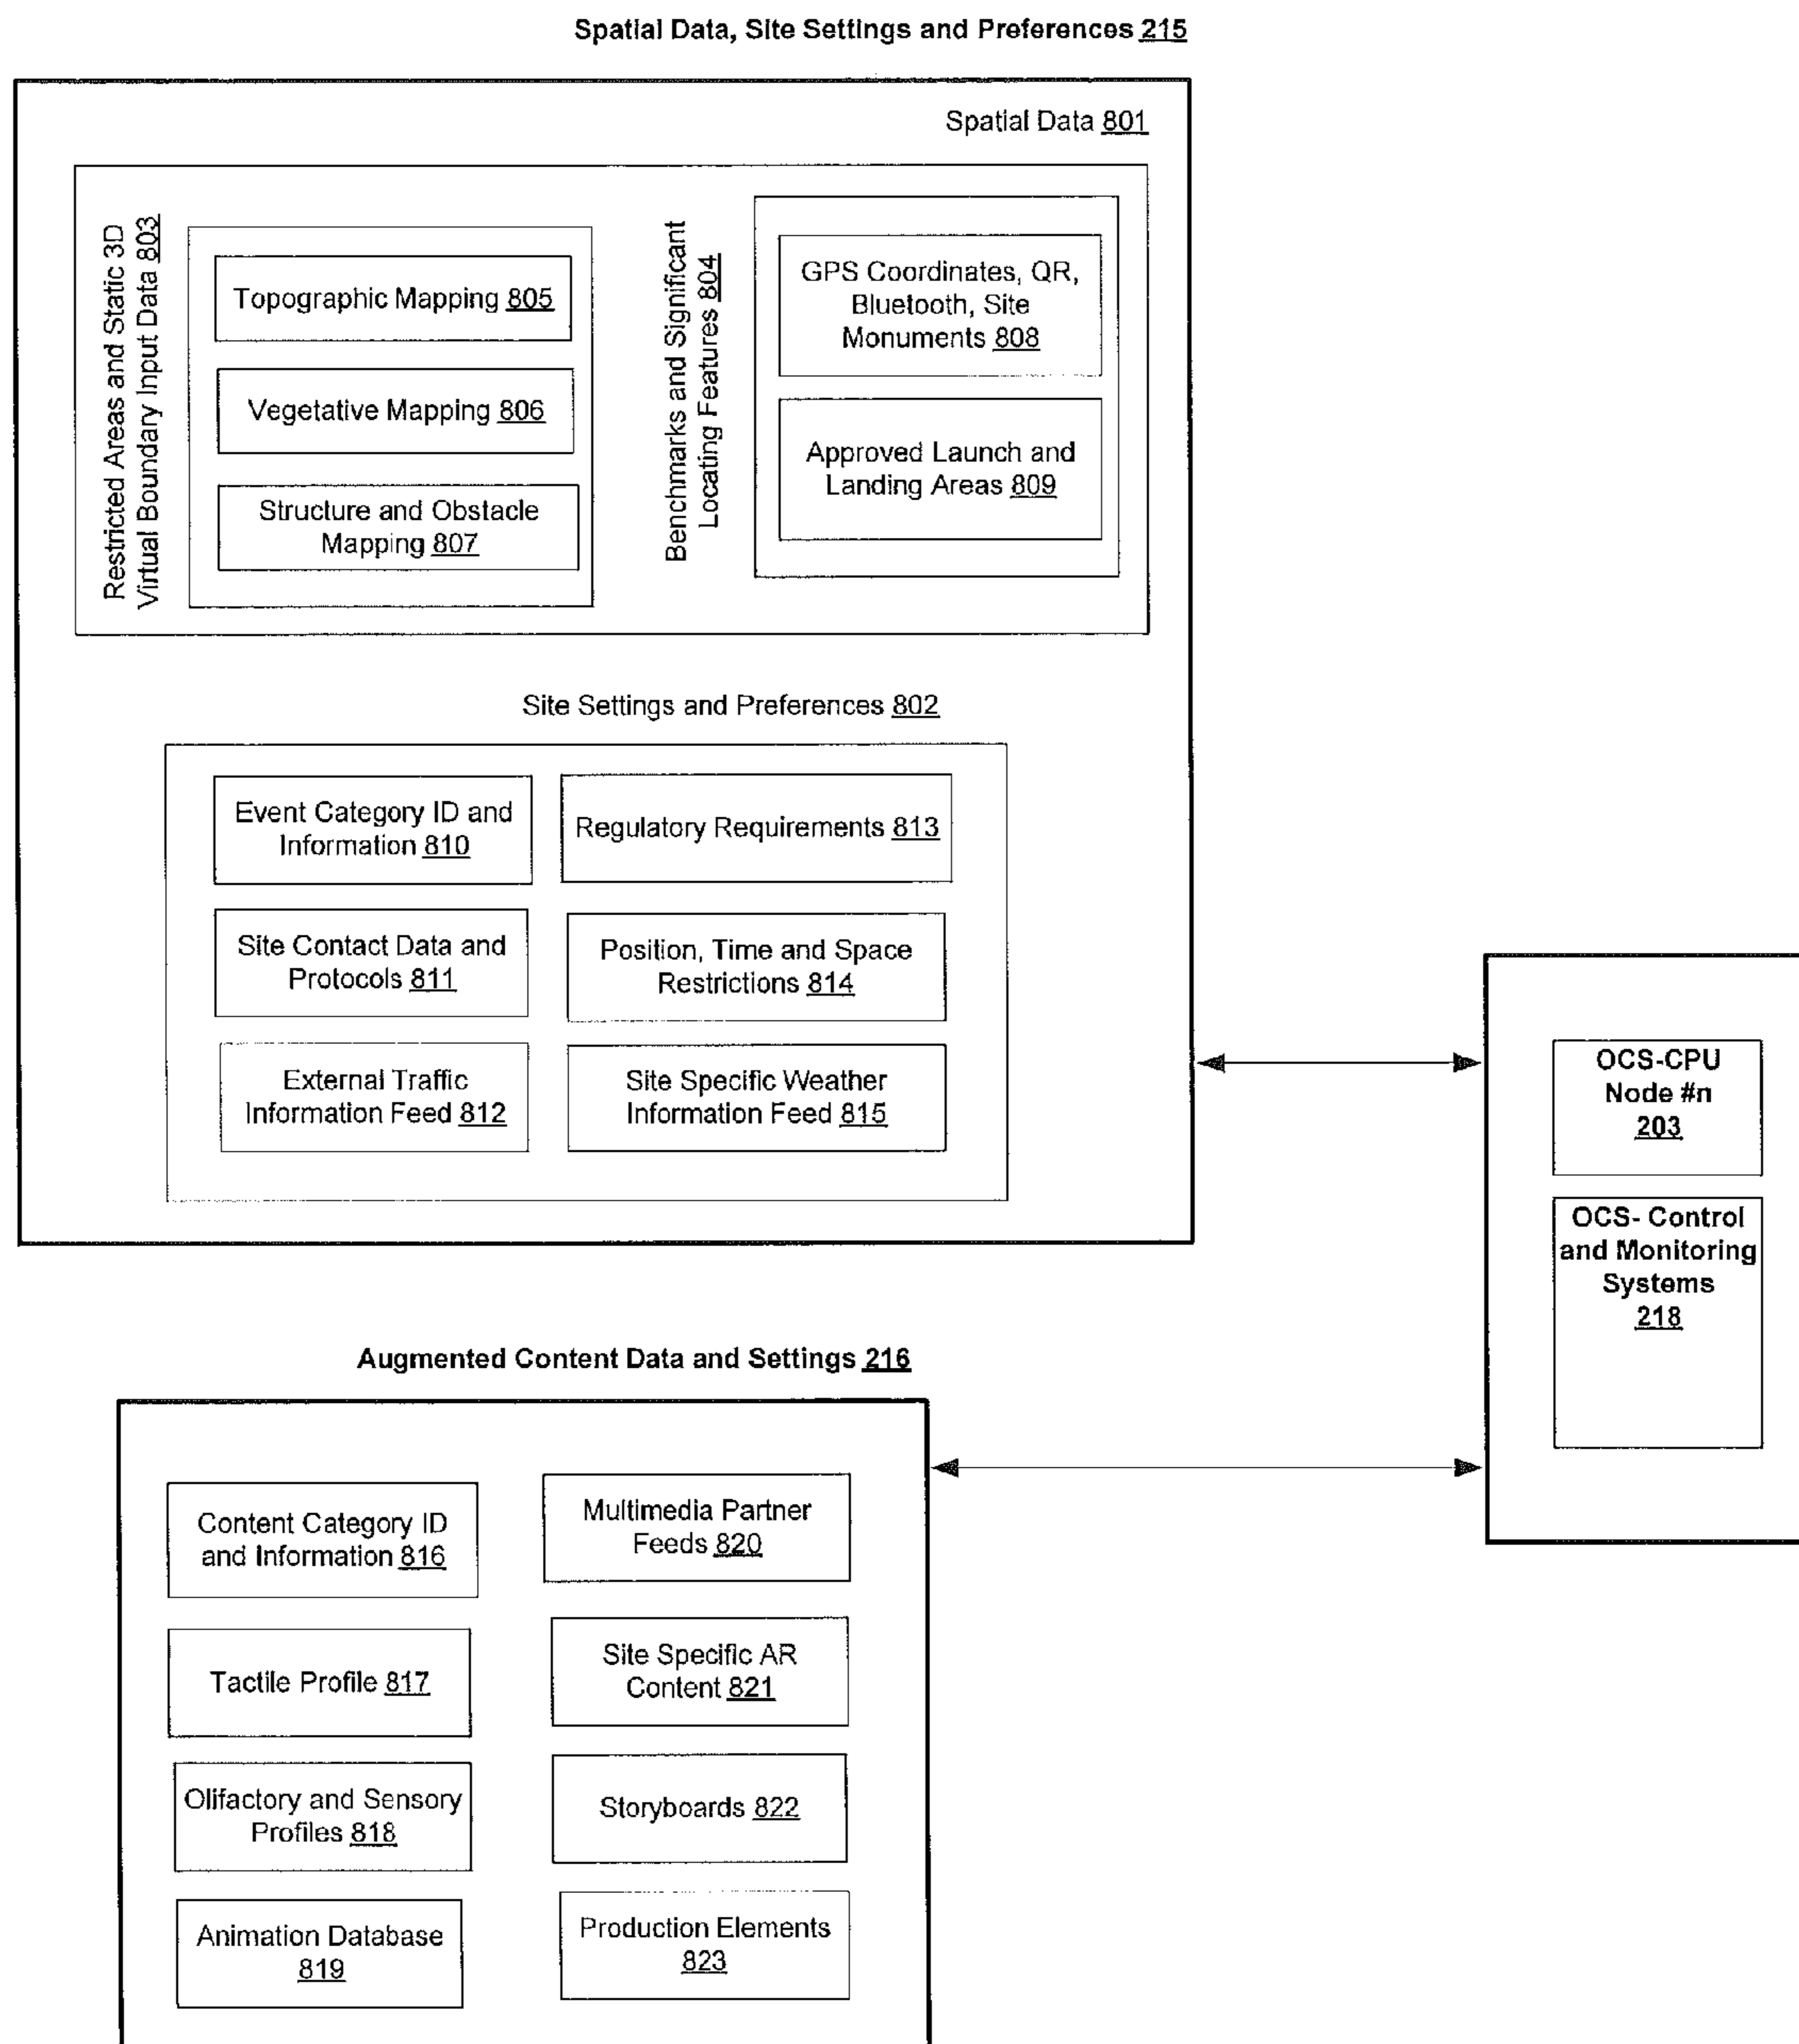 Spatial Data, Site Settings and Preferences 215
Spatial Data 801
Restricted Areas and Static 3D
Virtual Boundary Input Data 803
Topographic Mapping 805
Vegetative Mapping 806
Structure and Obstacle
Mapping 807
Benchmarks and Significant
Locating Features 804
GPS Coordinates, QR,
Bluetooth, Site
Monuments 808
Approved Launch and
Landing Areas 809
Site Settings and Preferences 802
Event Category ID and
Information 810
Regulatory Requirements 813
Site Contact Data and
Protocols 811
Position, Time and Space
Restrictions 814
External Traffic
Information Feed 812
Site Specific Weather
Information Feed 815
OCS-CPU
Node #n
203
OCS- Control
and Monitoring
Systems
218
Augmented Content Data and Settings 216
Content Category ID
and Information 816
Multimedia Partner
Feeds 820
Tactile Profile 817
Site Specific AR
Content 821
Olifactory and Sensory
Profiles 818
Storyboards 822
Animation Database
819
Production Elements
823